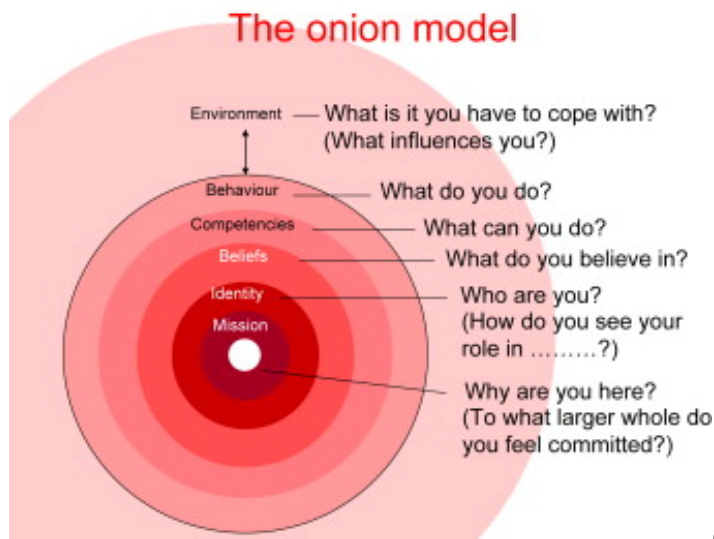 The onion model
Environment
What is it you have to cope with?
(What influences you?)
Behaviour
What do you do?
Competencies
What can you do?
Beliefs
What do you believe in?
Identity
Who are you?
(How do you see your
role in .........?)
Mission
Why are you here?
(To what larger whole do
you feel committed?)